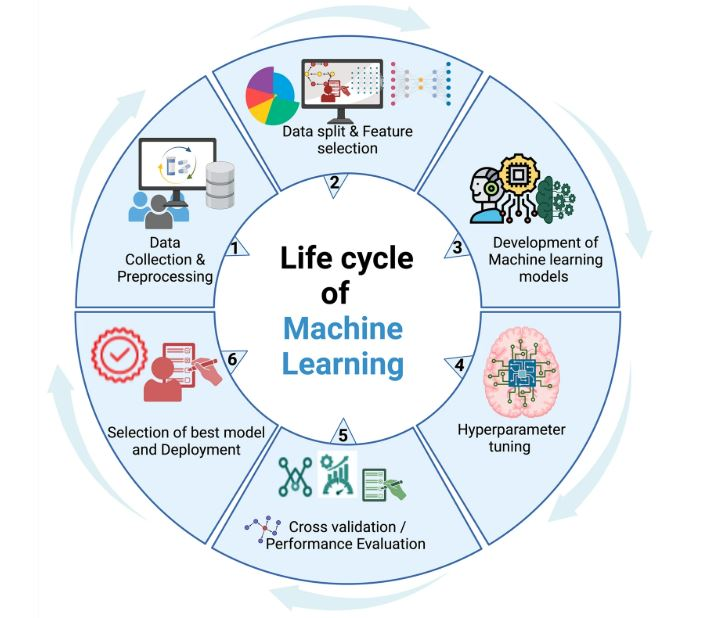 Life cycle
of
Machine
Learning
1
Data
Collection &
Preprocessing
2
Data split & Feature
selection
3
Development of
Machine learning
models
4
Hyperparameter
tuning
5
Cross validation /
Performance Evaluation
6
Selection of best model
and Deployment